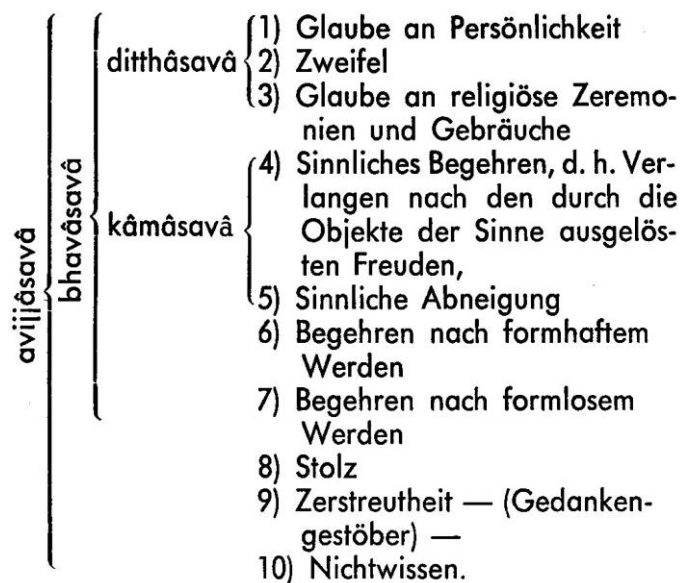 1) Glaube an Persönlichkeit
ditthâsavâ 2) Zweifel
3) Glaube an religiöse Zeremo-
nien und Gebräuche
4) Sinnliches Begehren, d. h. Ver-
langen nach den durch die
kâmâsavâ Objekte der Sinne ausgelös-
ten Freuden,
5) Sinnliche Abneigung
6) Begehren nach formhaftem
Werden
7) Begehren nach formlosem
Werden
8) Stolz
9) Zerstreutheit — (Gedanken-
gestöber) —
10) Nichtwissen.
bhavâsavâ
avijjâsavâ